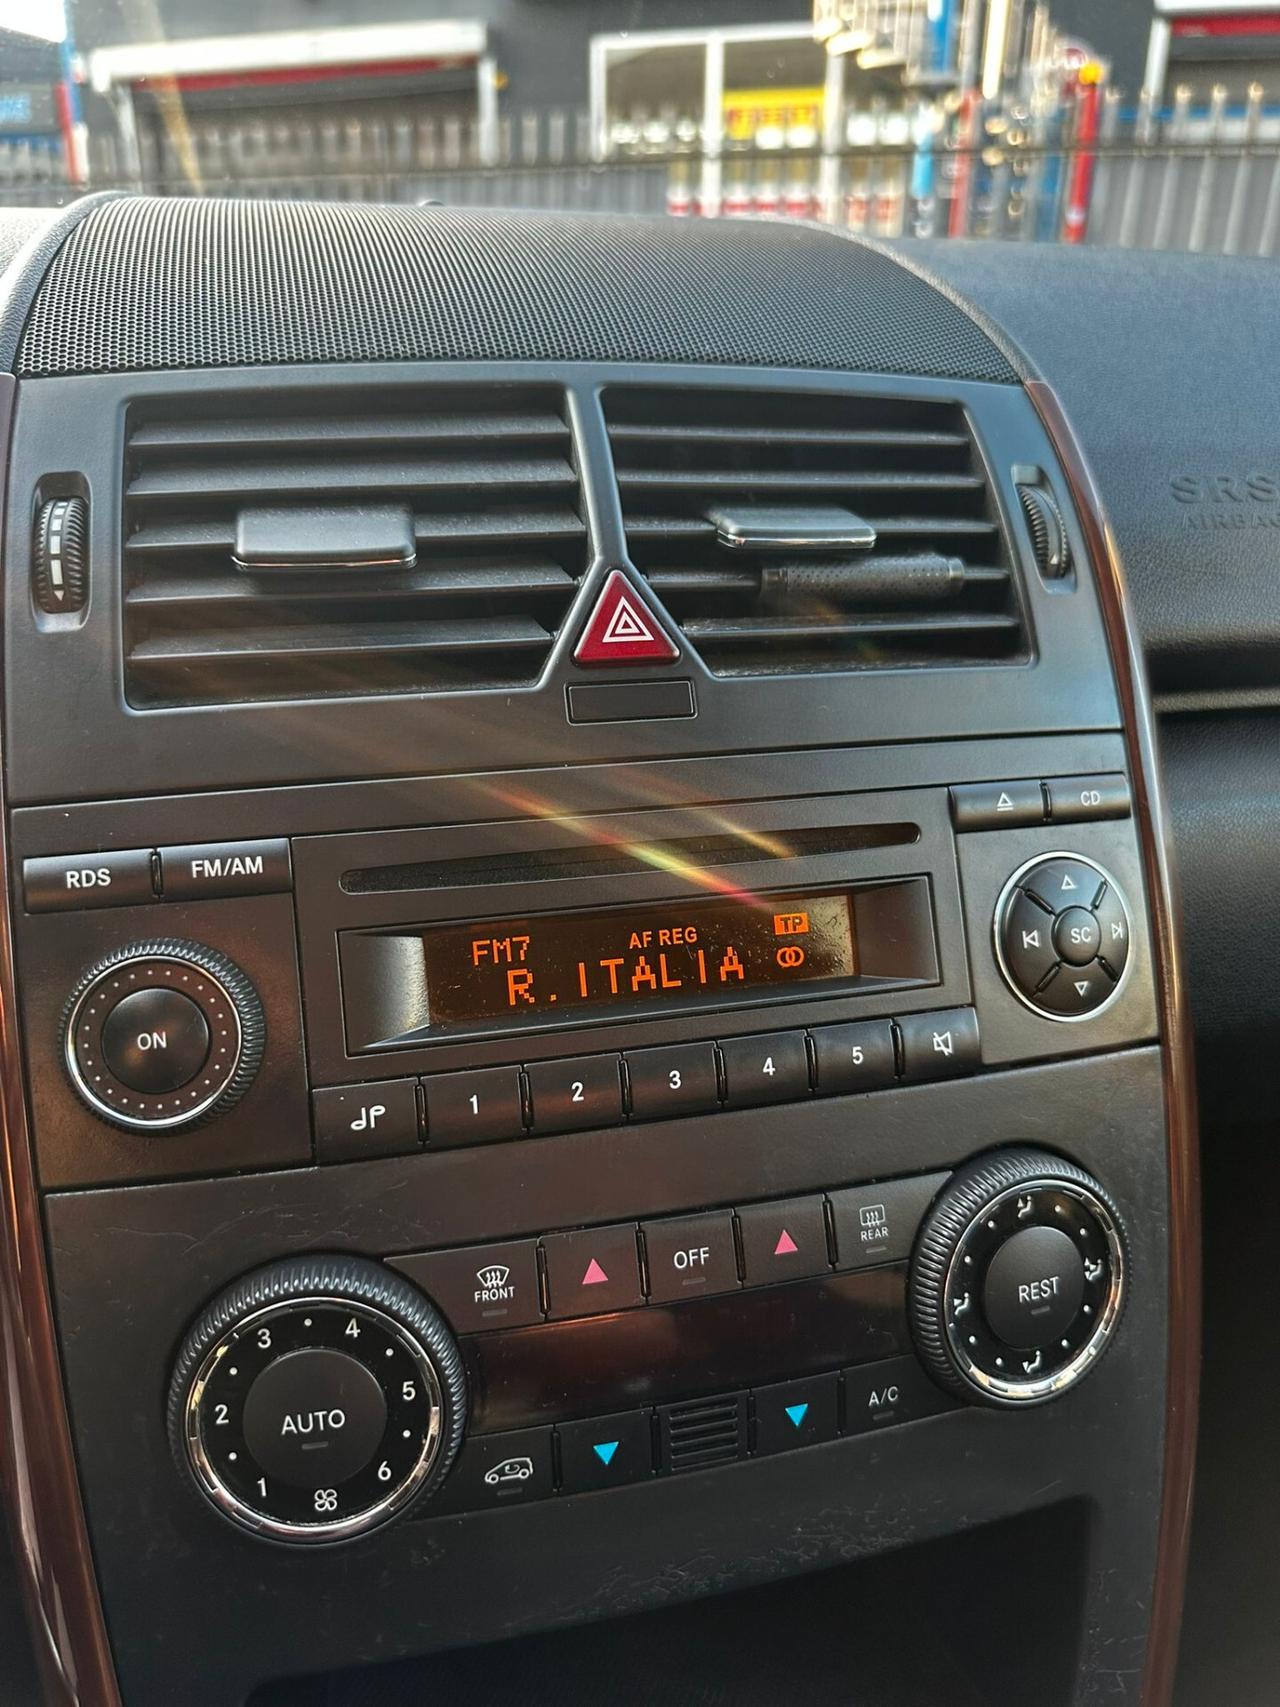 SRS
AIRBA
CD
RDS
FM/AM
FM7
AF REG
TP
R.ITALIA
SC
ON
1
2
3
4
5
FRONT
OFF
REAR
REST
3
4
2
5
AUTO
1
6
A/C